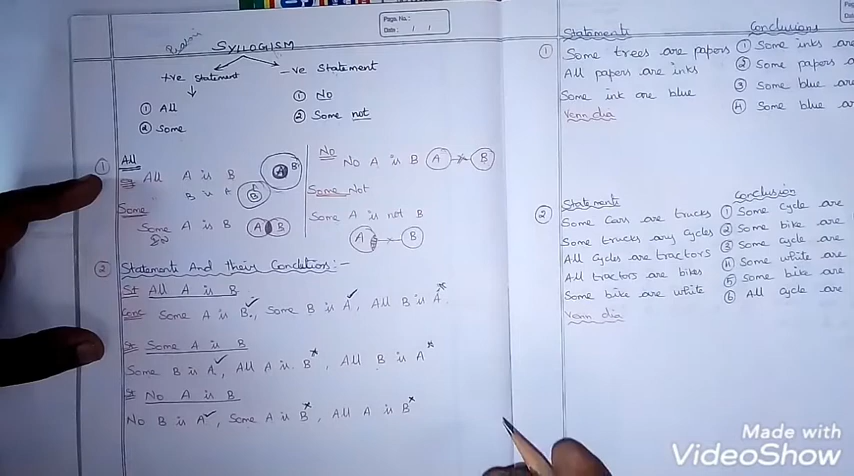 Page No.:
Date: / /
SYLLOGISM
+ve statement
-ve Statement
① All
② Some
① No
② Some not
① All
All A is B
A B
B is A
A
B
Some
Some A is B
A B
No
No A is B
A B
Some Not
Some A is not B
A B
② Statements And their Conclution:-
St All A is B
Conc Some A is B. ✓, Some B is A ✓, All B is A ×
St Some A is B
Some B is A ✓, All A is B ×, All B is A ×
St No A is B
No B is A ✓, Some A is B ×, All A is B ×
Statements
① Some trees are papers
All papers are inks
Some ink are blue
Venn dia
Conclusions
① Some inks are
② Some papers a
③ Some blue are
④ Some blue are
② Statements
Some Cars are trucks
Some trucks are cycles
All Cycles are tractors
All tractors are bikes
Some bike are white
Venn dia
Conclusion
① Some cycle are
② Some bike are
③ Some cycle are
④ Some white are
⑤ Some bike are
⑥ All cycle are
Made with
VideoShow